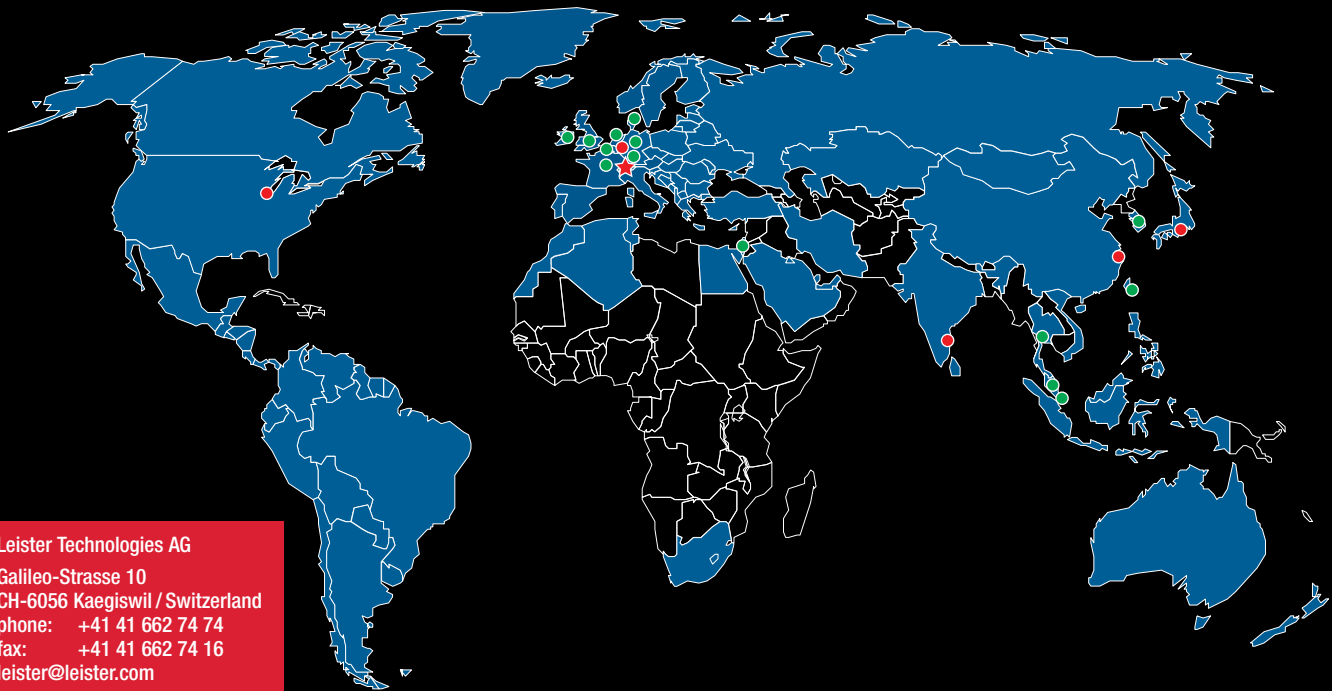 Leister Technologies AG
Galileo-Strasse 10
CH-6056 Kaegiswil / Switzerland
phone: +41 41 662 74 74
fax: +41 41 662 74 16
leister@leister.com